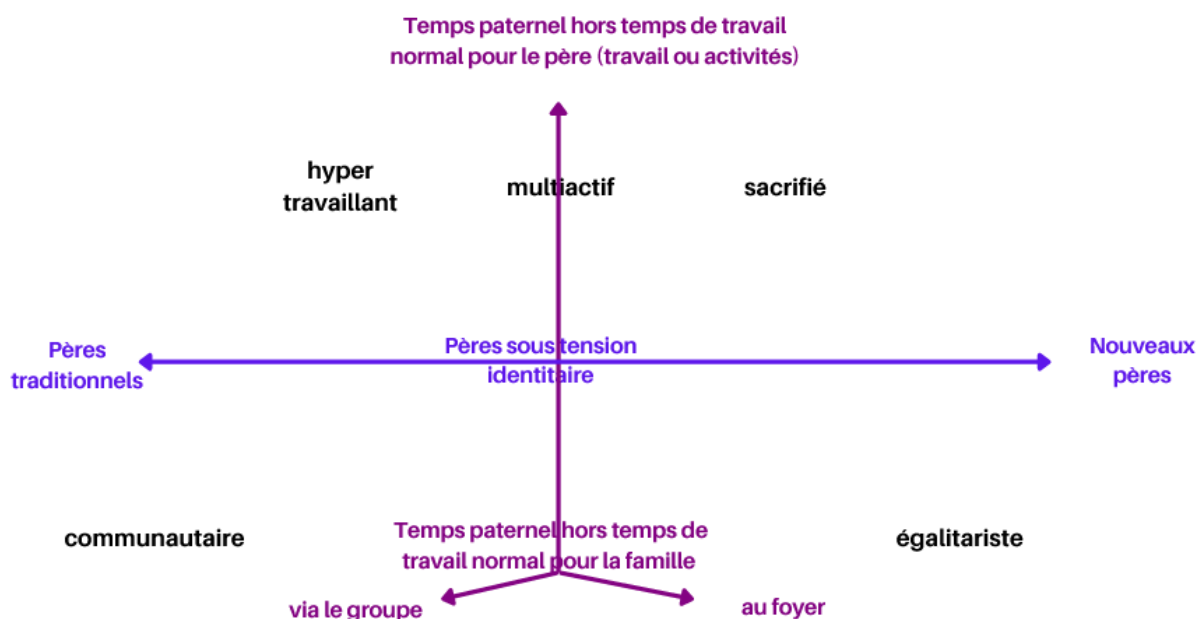 Temps paternel hors temps de travail
normal pour le père (travail ou activités)
hyper
travaillant
multiactif
sacrifié
Pères
traditionnels
Pères sous tension
identitaire
Nouveaux
pères
communautaire
Temps paternel hors temps de
travail normal pour la famille
égalitariste
via le groupe
au foyer